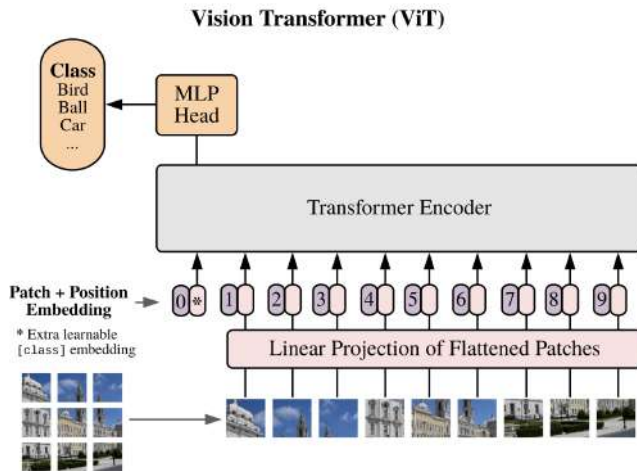 Vision Transformer (ViT)
Class
Bird
Ball
Car
...
MLP
Head
Transformer Encoder
Patch + Position
Embedding
0 * 1 2 3 4 5 6 7 8 9
* Extra learnable
[class] embedding
Linear Projection of Flattened Patches